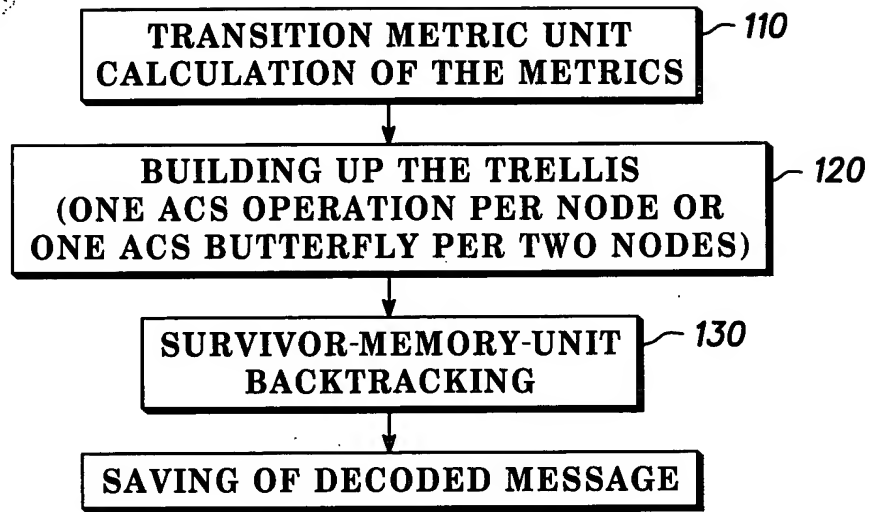 TRANSITION METRIC UNIT
CALCULATION OF THE METRICS
110
BUILDING UP THE TRELLIS
(ONE ACS OPERATION PER NODE OR
ONE ACS BUTTERFLY PER TWO NODES)
120
SURVIVOR-MEMORY-UNIT
BACKTRACKING
130
SAVING OF DECODED MESSAGE